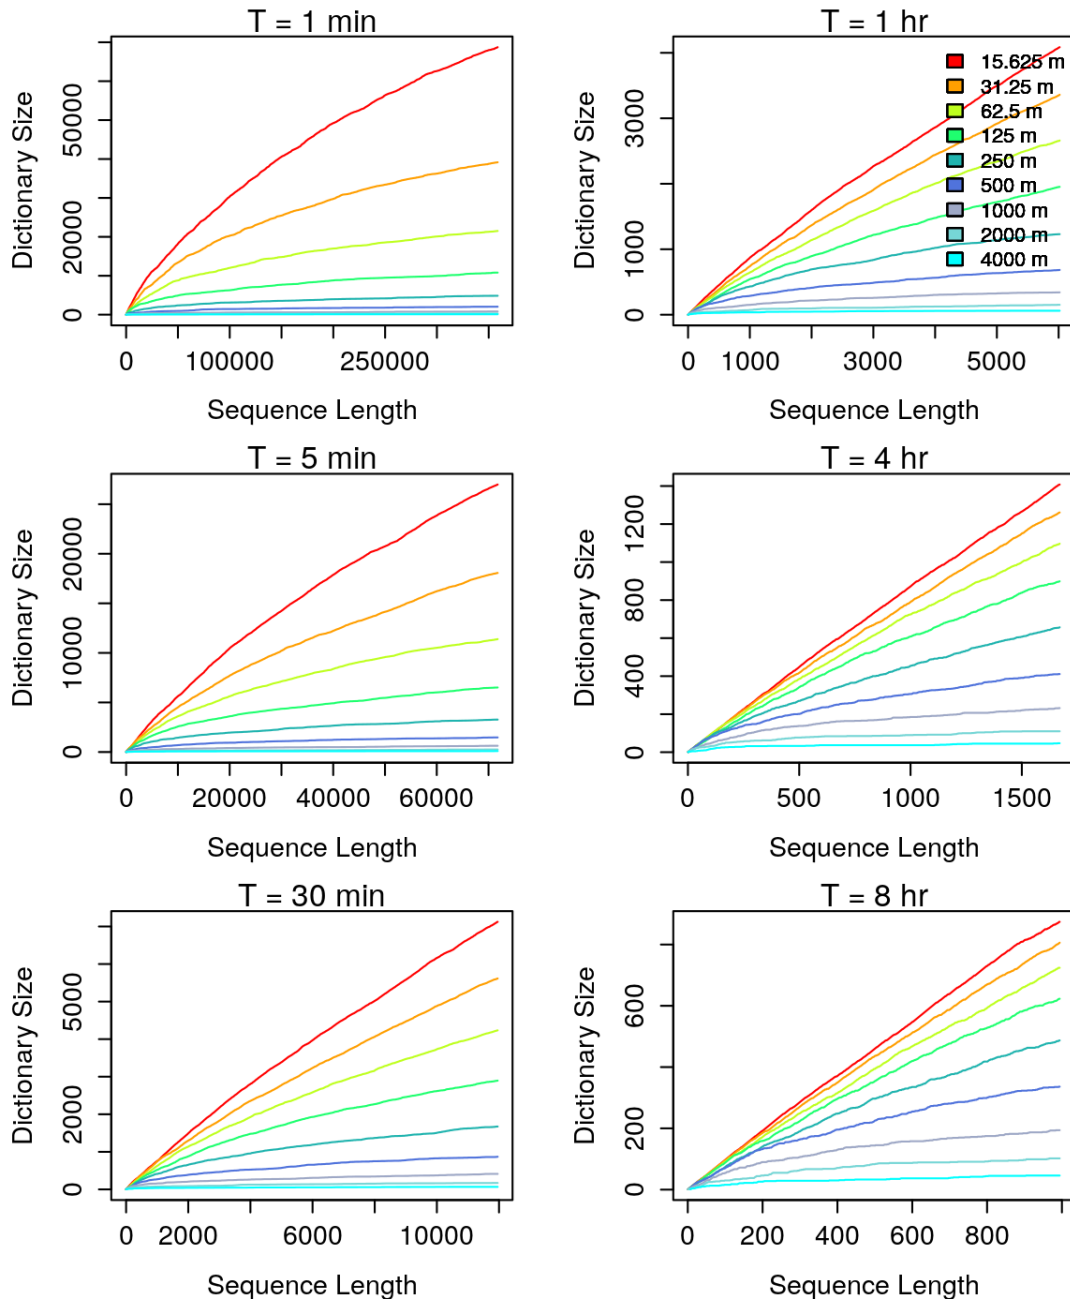 T = 1 min
Dictionary Size
0
20000
50000
0
100000
250000
Sequence Length
T = 1 hr
Dictionary Size
0
1000
3000
15.625 m
31.25 m
62.5 m
125 m
250 m
500 m
1000 m
2000 m
4000 m
0
1000
3000
5000
Sequence Length
T = 5 min
Dictionary Size
0
10000
20000
0
20000
40000
60000
Sequence Length
T = 4 hr
Dictionary Size
0
400
800
1200
0
500
1000
1500
Sequence Length
T = 30 min
Dictionary Size
0
2000
5000
0
2000
6000
10000
Sequence Length
T = 8 hr
Dictionary Size
0
200
600
0
200
400
600
800
Sequence Length